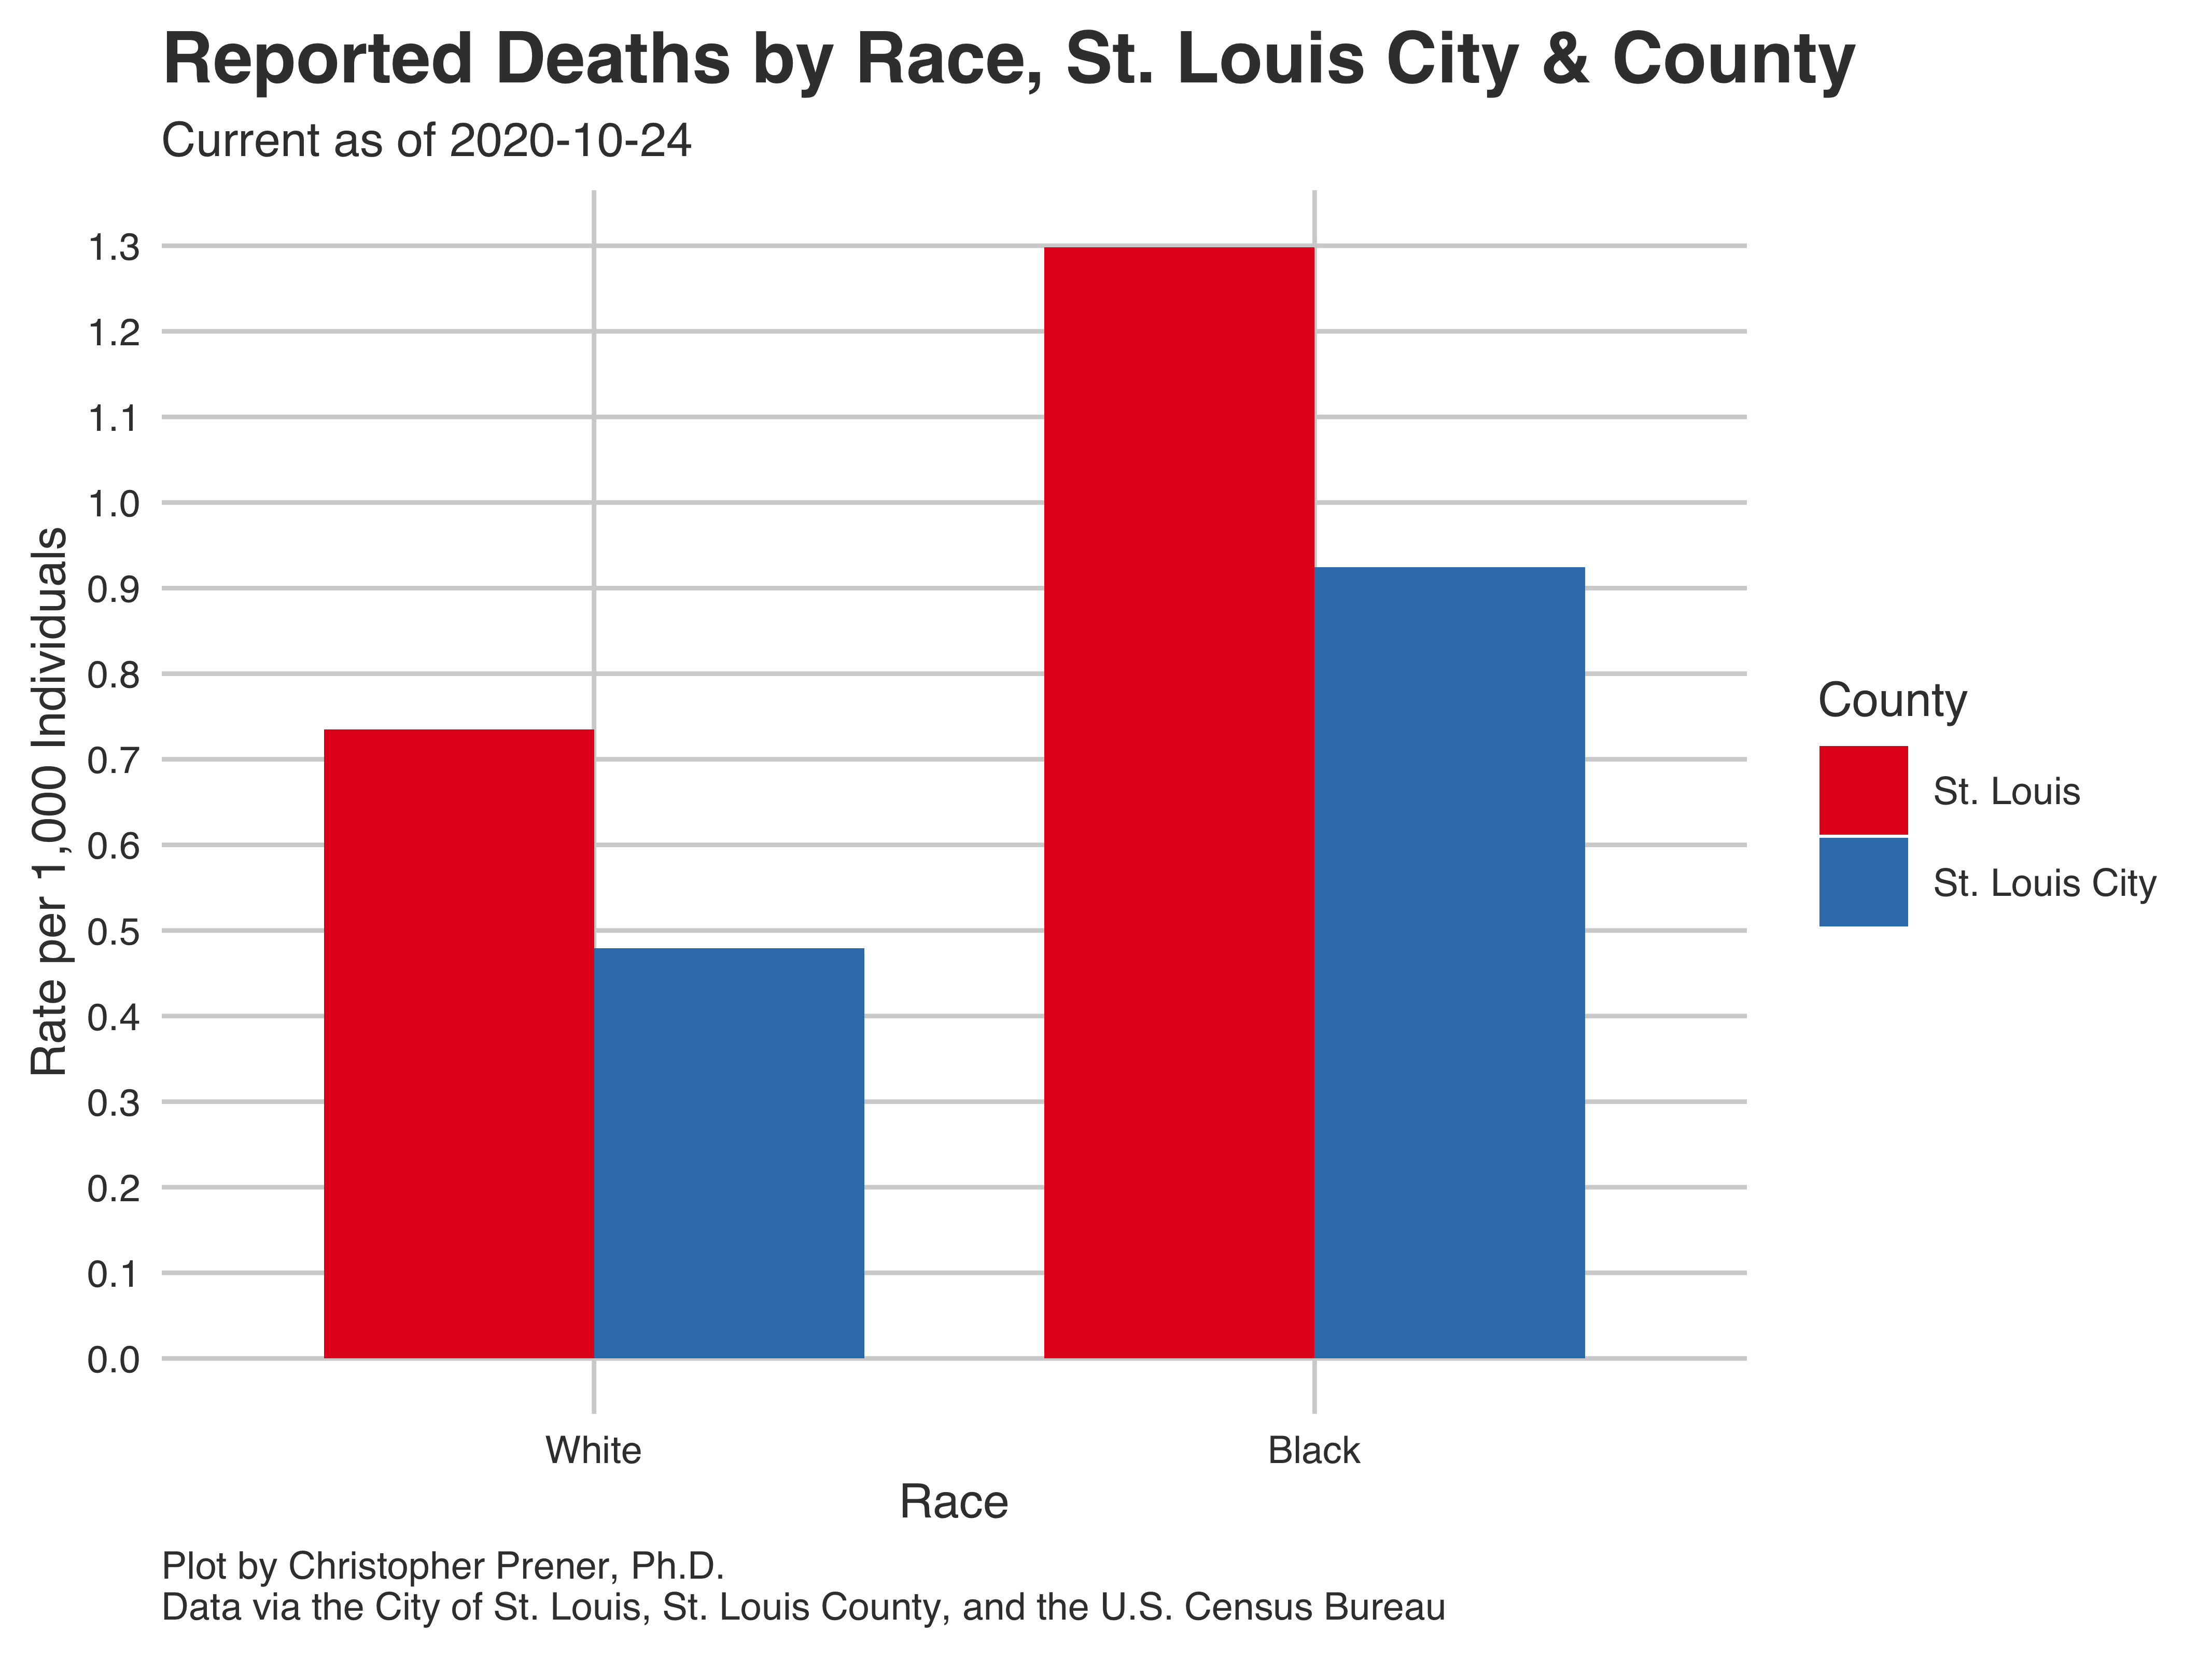 Reported Deaths by Race, St. Louis City & County
Current as of 2020-10-24
Rate per 1,000 Individuals
1.3
1.2
1.1
1.0
0.9
0.8
0.7
0.6
0.5
0.4
0.3
0.2
0.1
0.0
White
Black
Race
County
St. Louis
St. Louis City
Plot by Christopher Prener, Ph.D.
Data via the City of St. Louis, St. Louis County, and the U.S. Census Bureau